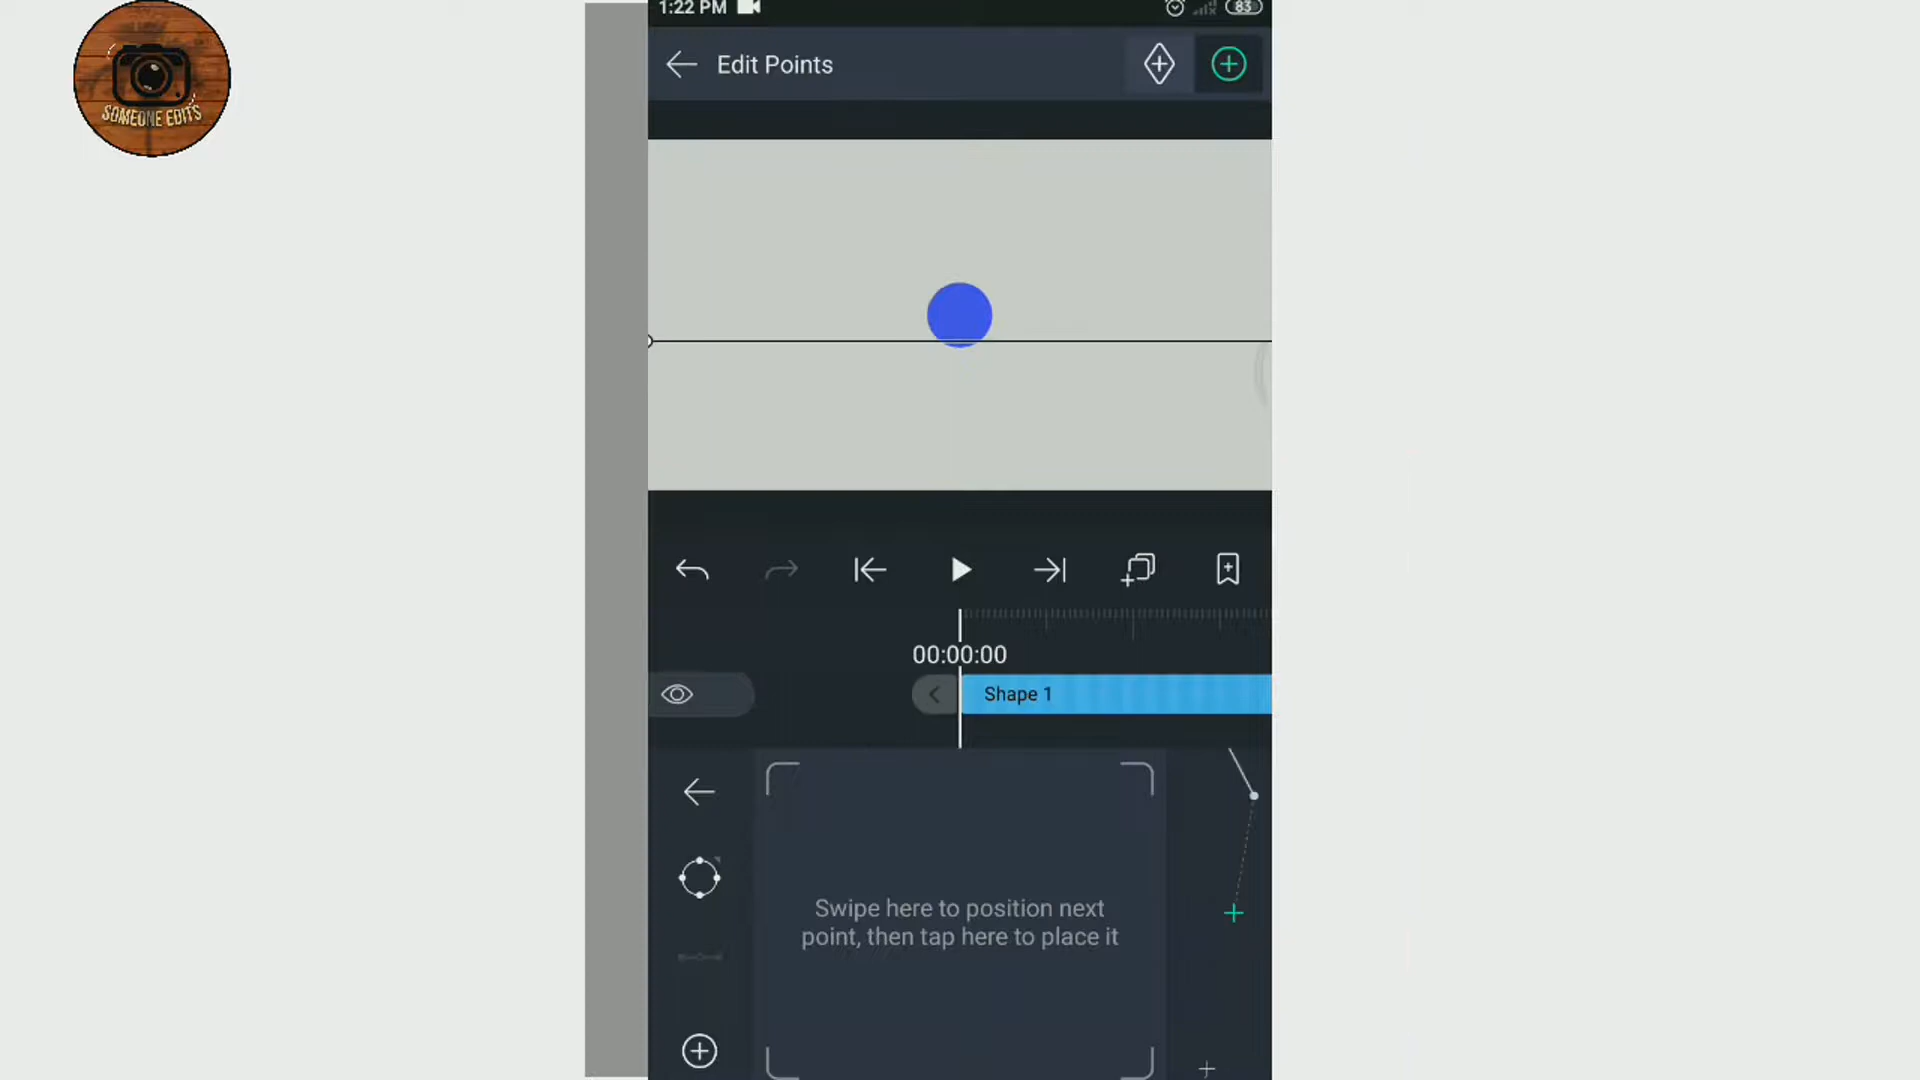 SOMEONE EDITS
1:22 PM
83
Edit Points
00:00:00
Shape 1
Swipe here to position next
point, then tap here to place it